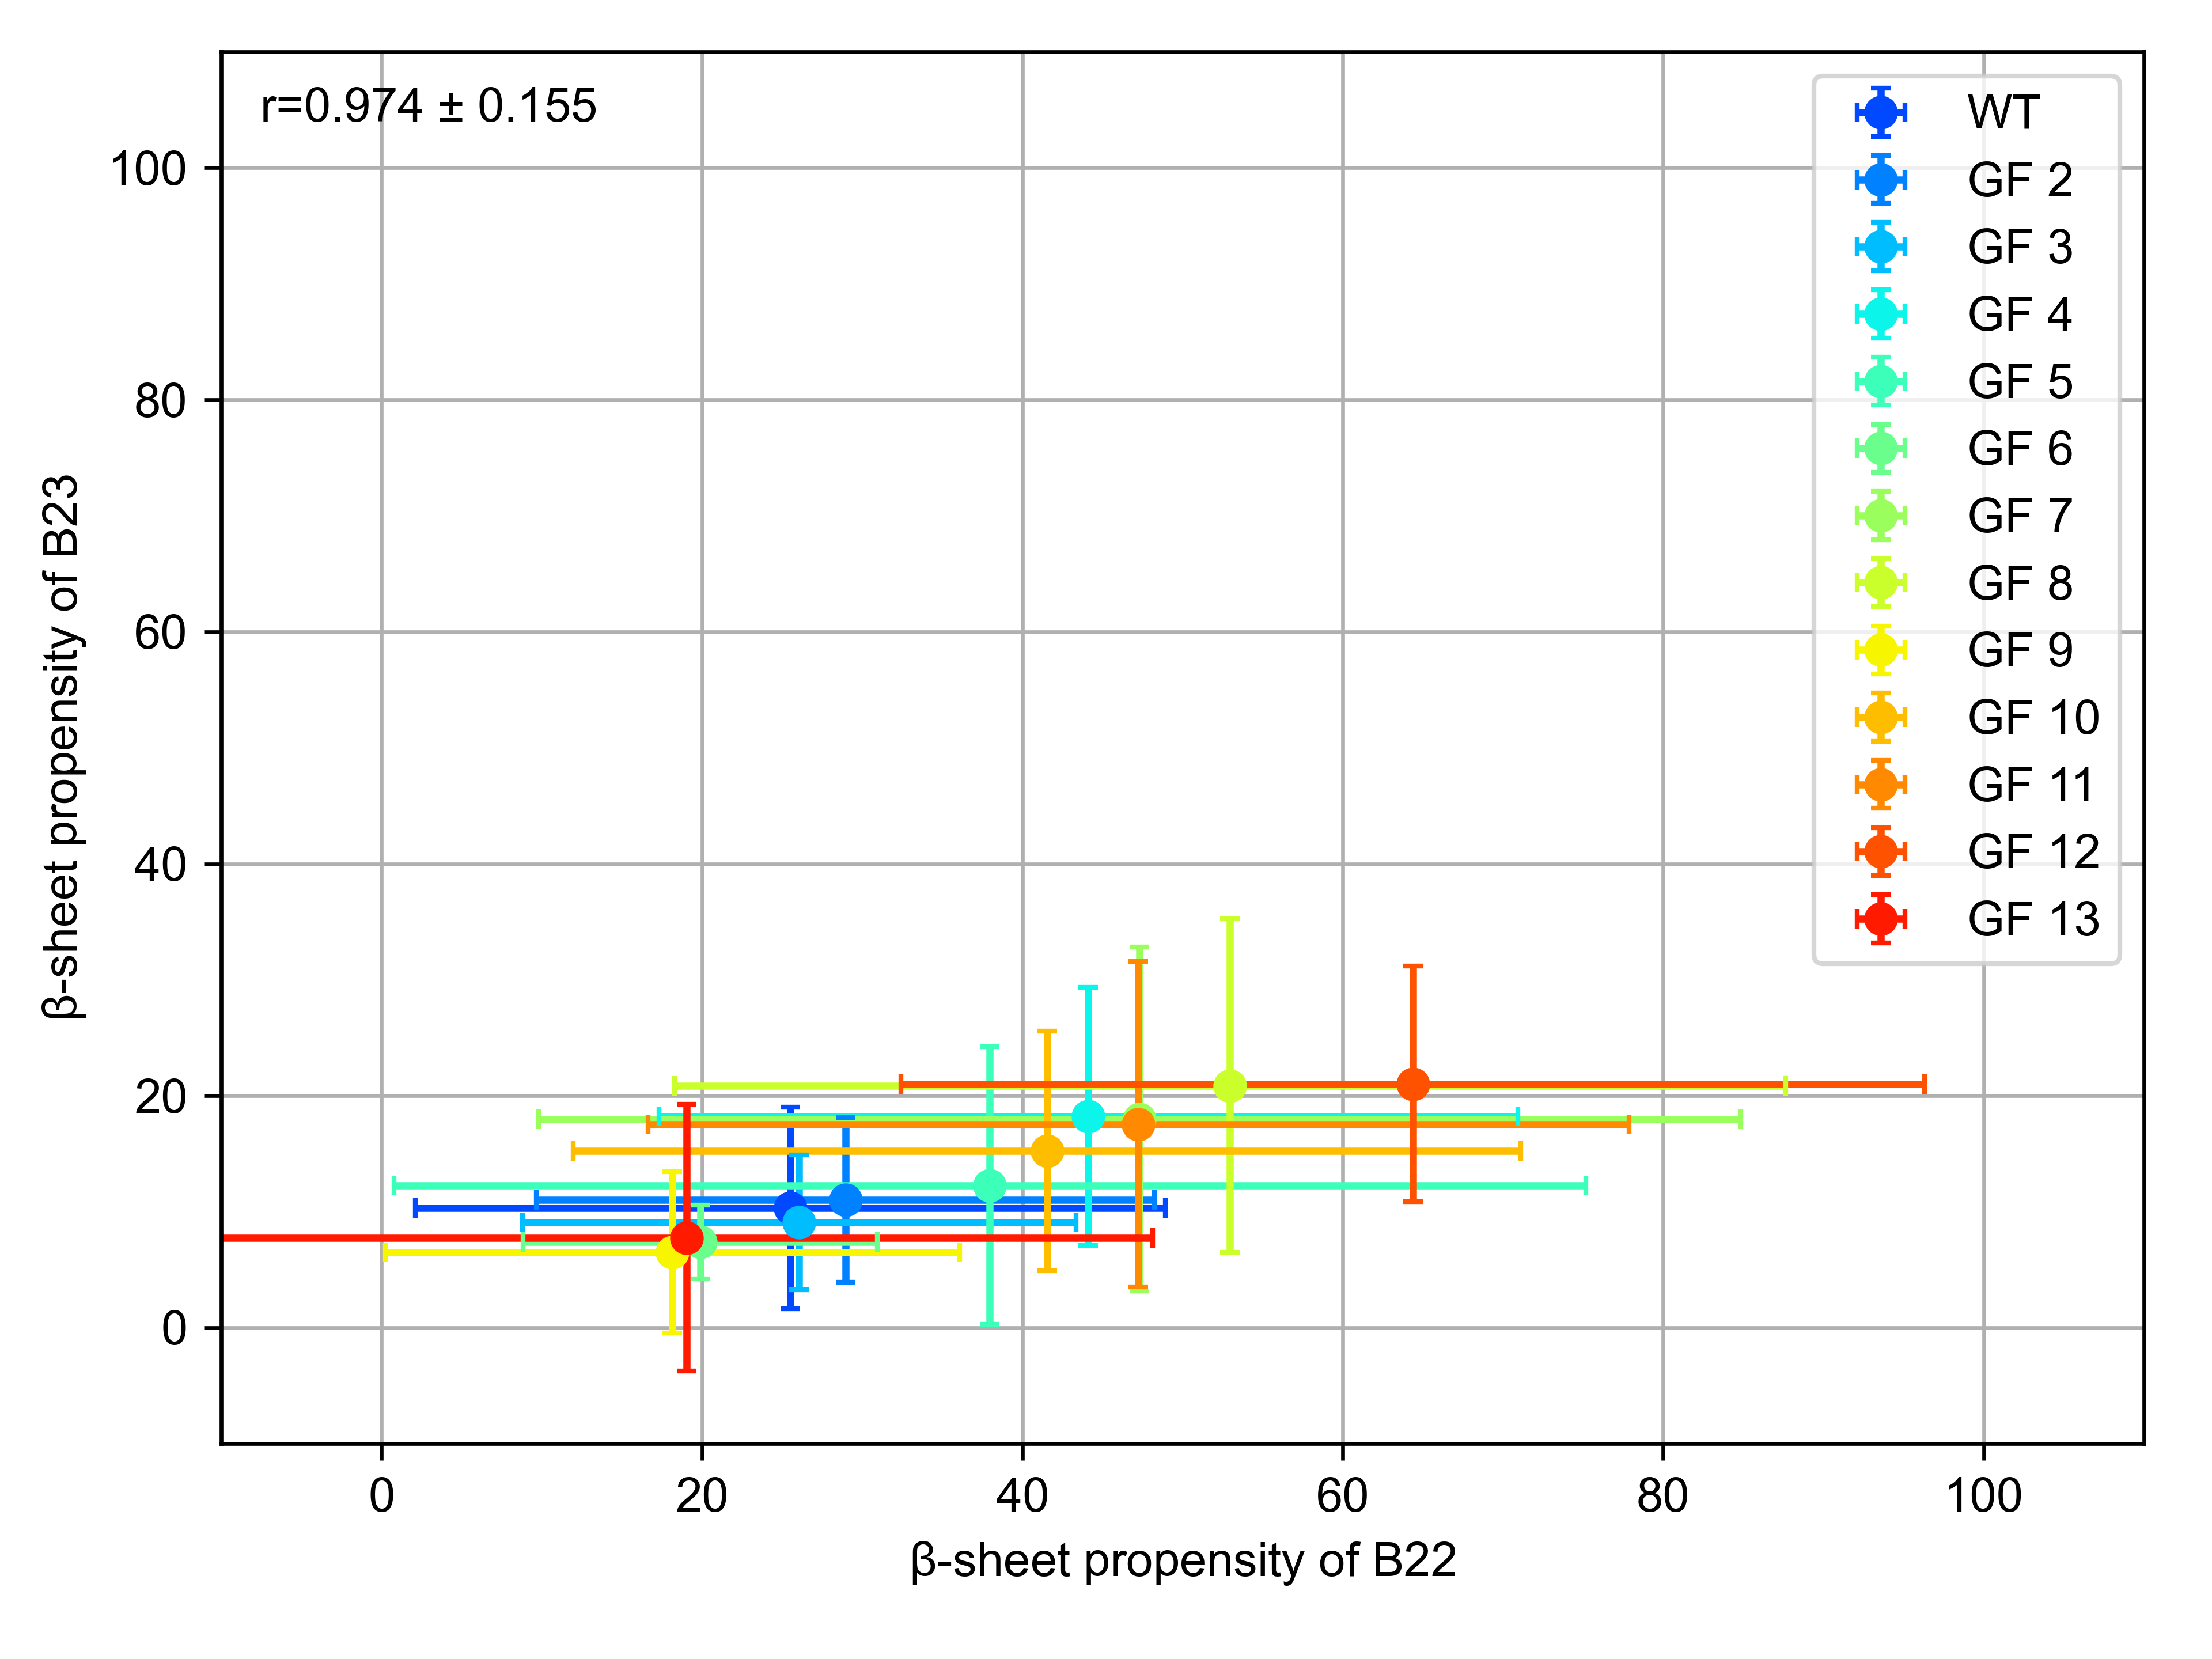 r=0.974 ± 0.155
WT
GF 2
GF 3
GF 4
GF 5
GF 6
GF 7
GF 8
GF 9
GF 10
GF 11
GF 12
GF 13
100
80
60
40
20
0
β-sheet propensity of B23
0 20 40 60 80 100
β-sheet propensity of B22